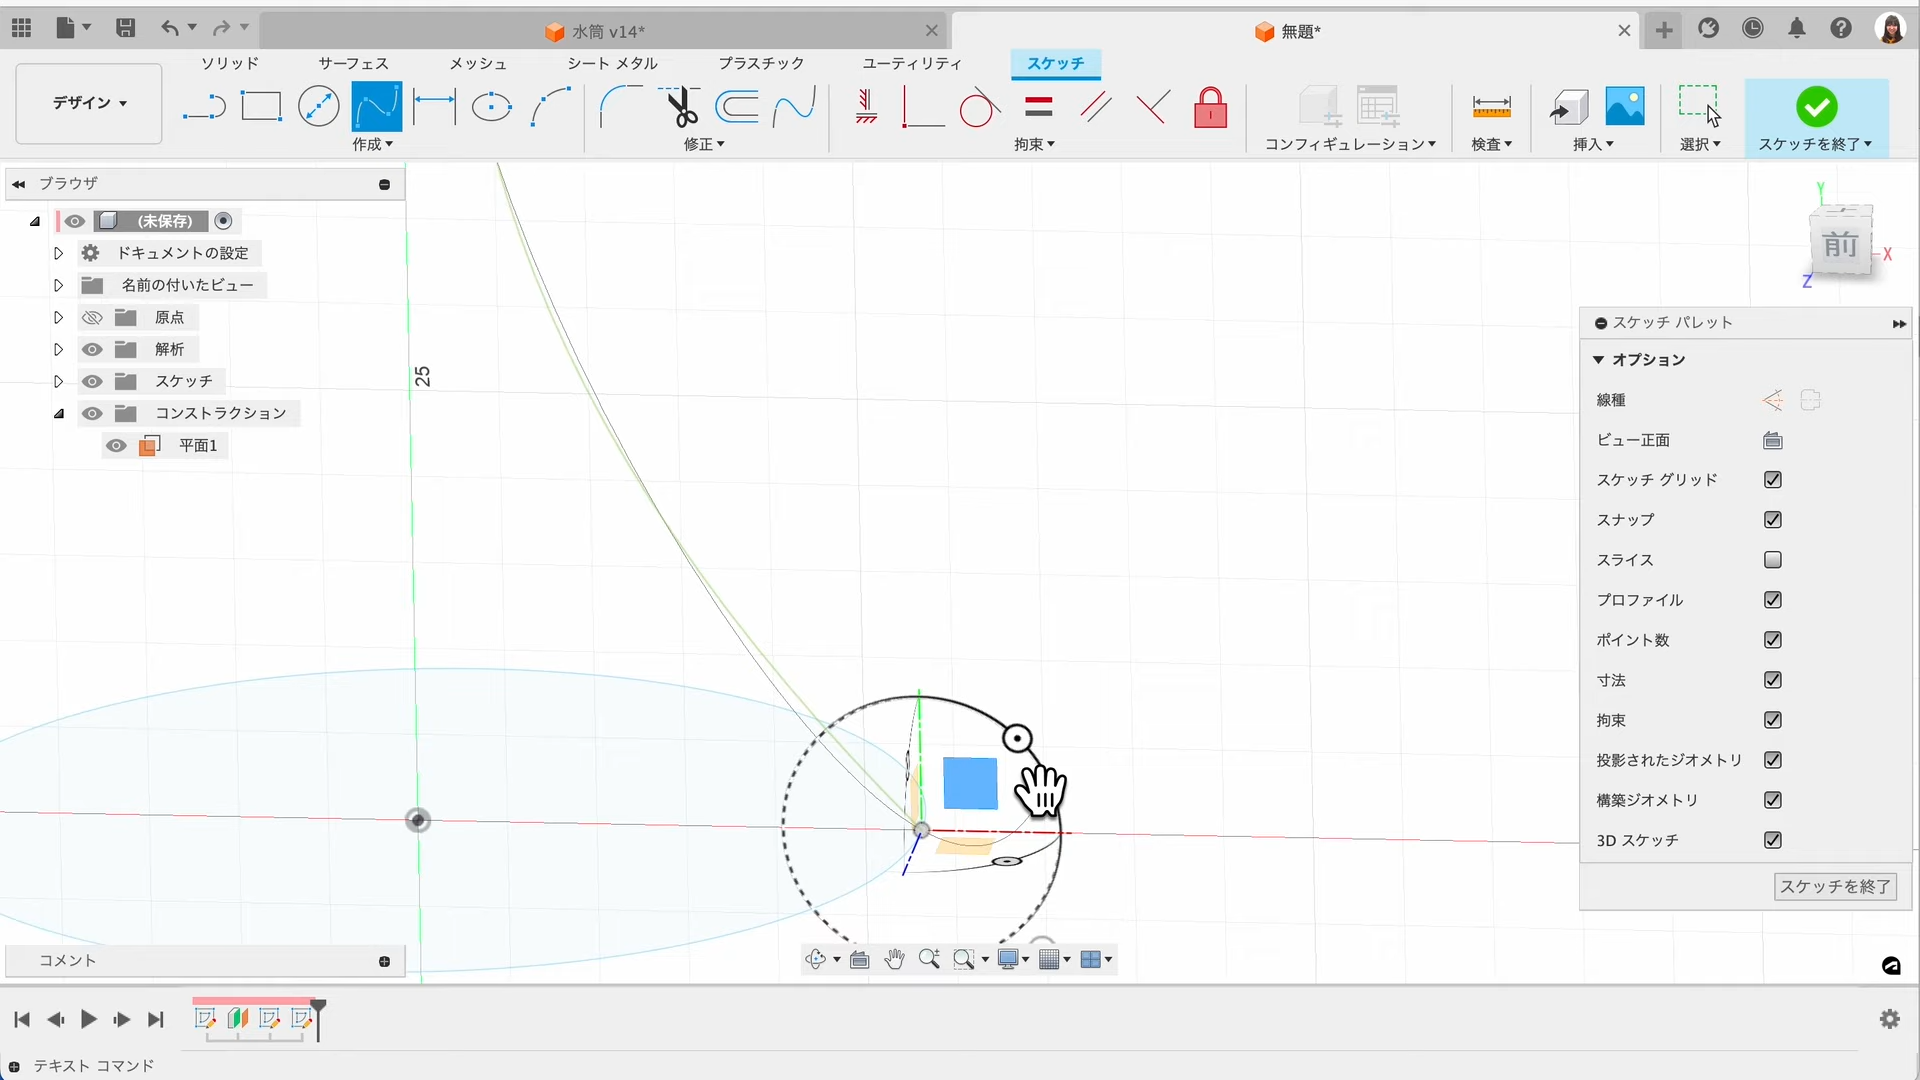 水筒 v14*
無題*
デザイン
ソリッド
サーフェス
メッシュ
シート メタル
プラスチック
ユーティリティ
スケッチ
作成
修正
拘束
コンフィギュレーション
検査
挿入
選択
スケッチを終了
ブラウザ
(未保存)
ドキュメントの設定
名前の付いたビュー
原点
解析
スケッチ
コンストラクション
平面1
25
Y
前
X
Z
スケッチ パレット
オプション
線種
ビュー正面
スケッチ グリッド
スナップ
スライス
プロファイル
ポイント数
寸法
拘束
投影されたジオメトリ
構築ジオメトリ
3D スケッチ
スケッチを終了
コメント
テキスト コマンド